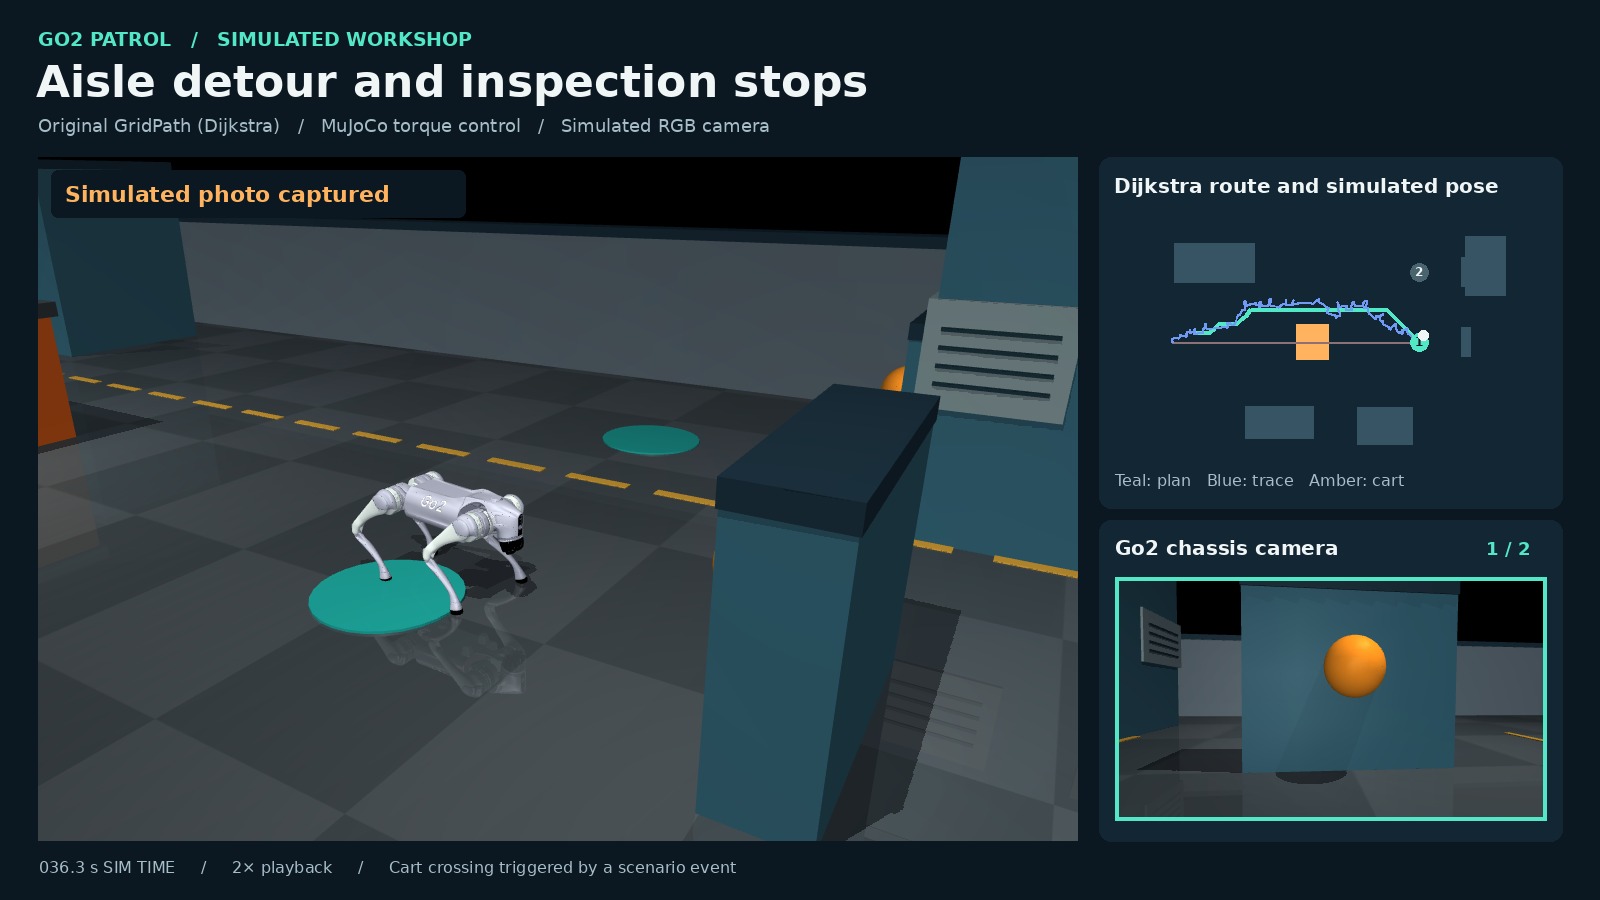 GO2 PATROL / SIMULATED WORKSHOP
Aisle detour and inspection stops
Original GridPath (Dijkstra) / MuJoCo torque control / Simulated RGB camera
Simulated photo captured
Go2
Dijkstra route and simulated pose
2
1
Teal: plan Blue: trace Amber: cart
Go2 chassis camera 1 / 2
036.3 s SIM TIME / 2× playback / Cart crossing triggered by a scenario event